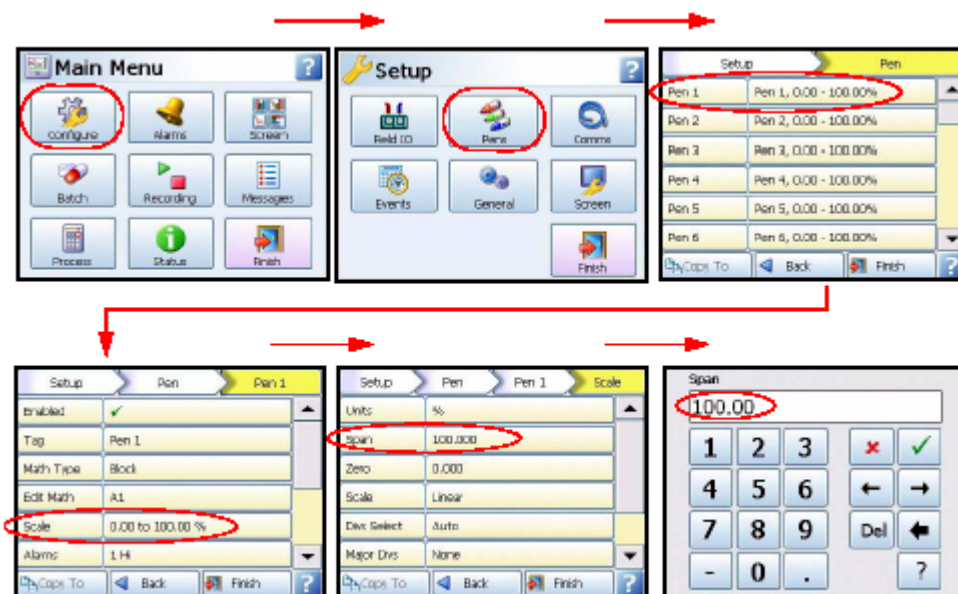 Main Menu ?
Configure Alarms Screen
Batch Recording Messages
Process Status Finish
Setup ?
Field IO Pens Comms
Events General Screen
Finish
Setup Pen
Pen 1 Pen 1, 0.00 - 100.00%
Pen 2 Pen 2, 0.00 - 100.00%
Pen 3 Pen 3, 0.00 - 100.00%
Pen 4 Pen 4, 0.00 - 100.00%
Pen 5 Pen 5, 0.00 - 100.00%
Pen 6 Pen 6, 0.00 - 100.00%
Copy To Back Finish ?
Setup Pen Pen 1
Enabled
Tag Pen 1
Math Type Block
Edit Math A1
Scale 0.00 to 100.00 %
Alarms 1 Hi
Copy To Back Finish ?
Setup Pen Pen 1 Scale
Units %
Span 100.000
Zero 0.000
Scale Linear
Divs Select Auto
Major Divs None
Copy To Back Finish ?
Span
100.00
1 2 3
4 5 6
7 8 9 Del
- 0 . ?